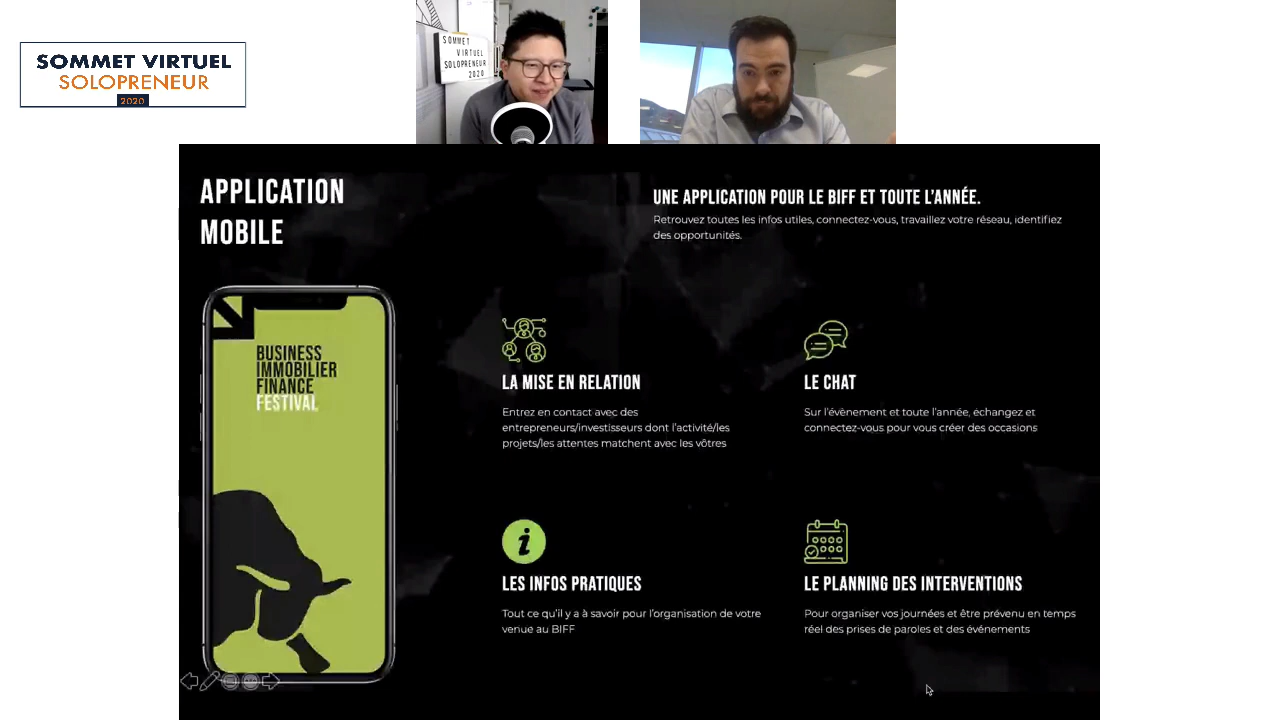 SOMMET VIRTUEL
SOLOPRENEUR
2020
SOMMET
VIRTUEL
SOLOPRENEUR
2020
APPLICATION
MOBILE
UNE APPLICATION POUR LE BIFF ET TOUTE L'ANNÉE.
Retrouvez toutes les infos utiles, connectez-vous, travaillez votre réseau, identifiez
des opportunités.
BUSINESS
IMMOBILIER
FINANCE
FESTIVAL
LA MISE EN RELATION
Entrez en contact avec des
entrepreneurs/investisseurs dont l'activité/les
projets/les attentes matchent avec les vôtres
LE CHAT
Sur l'évènement et toute l'année, échangez et
connectez-vous pour vous créer des occasions
LES INFOS PRATIQUES
Tout ce qu'il y a à savoir pour l'organisation de votre
venue au BIFF
LE PLANNING DES INTERVENTIONS
Pour organiser vos journées et être prévenu en temps
réel des prises de paroles et des événements